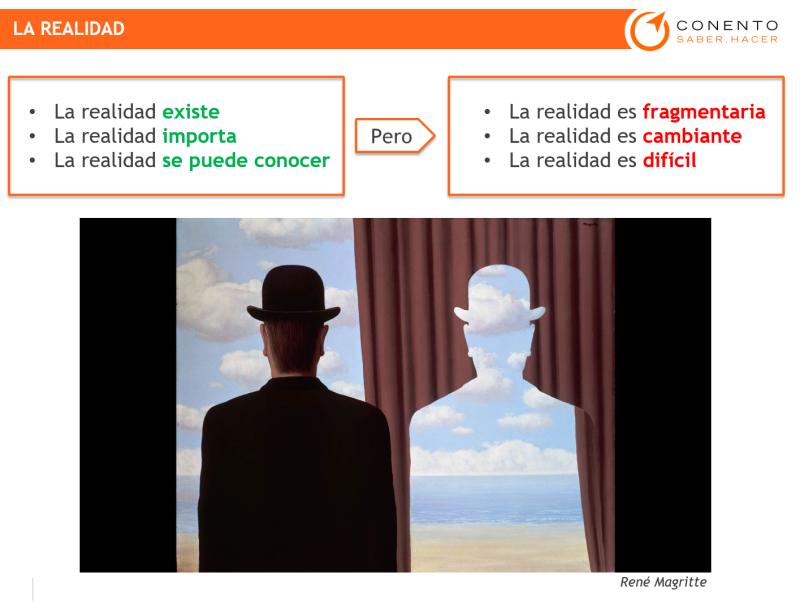 LA REALIDAD
CONENTO
SABER.HACER
• La realidad existe
• La realidad importa
• La realidad se puede conocer
Pero
• La realidad es fragmentaria
• La realidad es cambiante
• La realidad es difícil
René Magritte